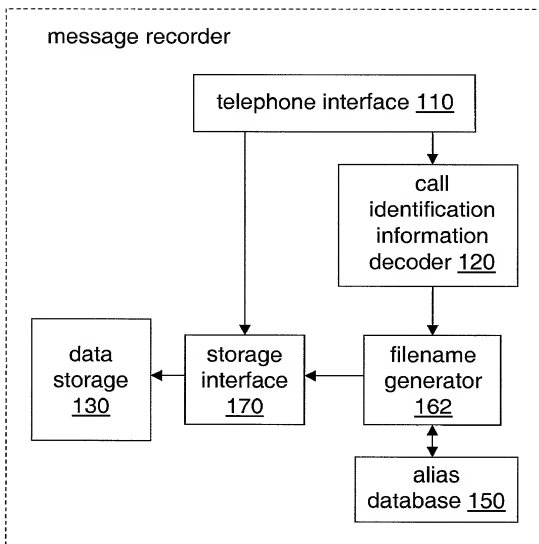 message recorder
telephone interface 110
call
identification
information
decoder 120
data
storage
130
storage
interface
170
filename
generator
162
alias
database 150